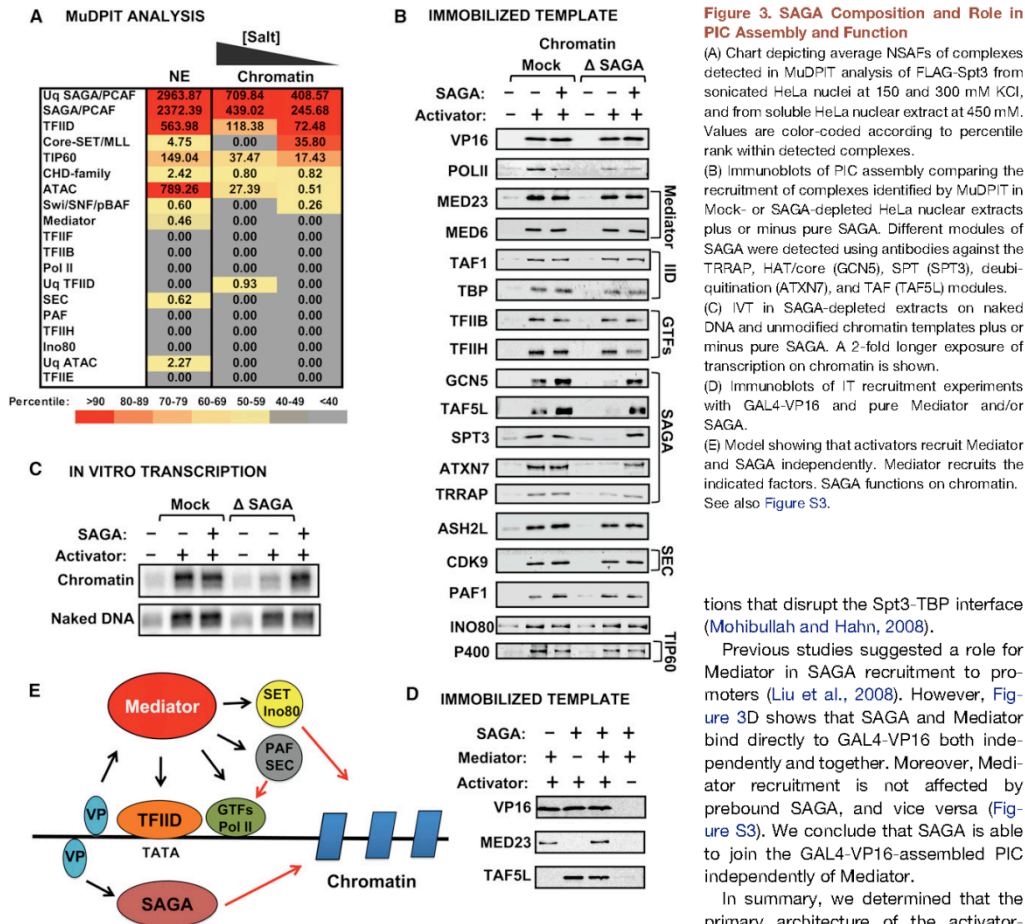 A MuDPIT ANALYSIS
[Salt]
NE Chromatin
Uq SAGA/PCAF 2963.87 709.84 408.57
SAGA/PCAF 2372.39 439.02 245.68
TFIID 563.98 118.38 72.48
Core-SET/MLL 4.75 0.00 35.80
TIP60 149.04 37.47 17.43
CHD-family 2.42 0.80 0.82
ATAC 789.26 27.39 0.51
Swi/SNF/pBAF 0.60 0.00 0.26
Mediator 0.46 0.00 0.00
TFIIF 0.00 0.00 0.00
TFIIB 0.00 0.00 0.00
Pol II 0.00 0.00 0.00
Uq TFIID 0.00 0.93 0.00
SEC 0.62 0.00 0.00
PAF 0.00 0.00 0.00
TFIIH 0.00 0.00 0.00
Ino80 0.00 0.00 0.00
Uq ATAC 2.27 0.00 0.00
TFIIE 0.00 0.00 0.00
Percentile: >90 80-89 70-79 60-69 50-59 40-49 <40
B IMMOBILIZED TEMPLATE
Chromatin
Mock Δ SAGA
SAGA: – – + – – +
Activator: – + + – + +
VP16
POLII
MED23
MED6
Mediator
TAF1
TBP
IID
TFIIB
TFIIH
GTFs
GCN5
TAF5L
SPT3
ATXN7
TRRAP
SAGA
ASH2L
CDK9
SEC
PAF1
INO80
P400
TIP60
C IN VITRO TRANSCRIPTION
Mock Δ SAGA
SAGA: – – + – – +
Activator: – + + – + +
Chromatin
Naked DNA
D IMMOBILIZED TEMPLATE
SAGA: – + + +
Mediator: + – + +
Activator: + + + –
VP16
MED23
TAF5L
E
Mediator
SET
Ino80
PAF
SEC
VP
TFIID
GTFs
Pol II
VP
TATA
Chromatin
SAGA
Figure 3. SAGA Composition and Role in
PIC Assembly and Function
(A) Chart depicting average NSAFs of complexes
detected in MuDPIT analysis of FLAG-Spt3 from
sonicated HeLa nuclei at 150 and 300 mM KCl,
and from soluble HeLa nuclear extract at 450 mM.
Values are color-coded according to percentile
rank within detected complexes.
(B) Immunoblots of PIC assembly comparing the
recruitment of complexes identified by MuDPIT in
Mock- or SAGA-depleted HeLa nuclear extracts
plus or minus pure SAGA. Different modules of
SAGA were detected using antibodies against the
TRRAP, HAT/core (GCN5), SPT (SPT3), deubi-
quitination (ATXN7), and TAF (TAF5L) modules.
(C) IVT in SAGA-depleted extracts on naked
DNA and unmodified chromatin templates plus or
minus pure SAGA. A 2-fold longer exposure of
transcription on chromatin is shown.
(D) Immunoblots of IT recruitment experiments
with GAL4-VP16 and pure Mediator and/or
SAGA.
(E) Model showing that activators recruit Mediator
and SAGA independently. Mediator recruits the
indicated factors. SAGA functions on chromatin.
See also Figure S3.
tions that disrupt the Spt3-TBP interface
(Mohibullah and Hahn, 2008).
Previous studies suggested a role for
Mediator in SAGA recruitment to pro-
moters (Liu et al., 2008). However, Fig-
ure 3D shows that SAGA and Mediator
bind directly to GAL4-VP16 both inde-
pendently and together. Moreover, Medi-
ator recruitment is not affected by
prebound SAGA, and vice versa (Fig-
ure S3). We conclude that SAGA is able
to join the GAL4-VP16-assembled PIC
independently of Mediator.
In summary, we determined that the
primary architecture of the activator-